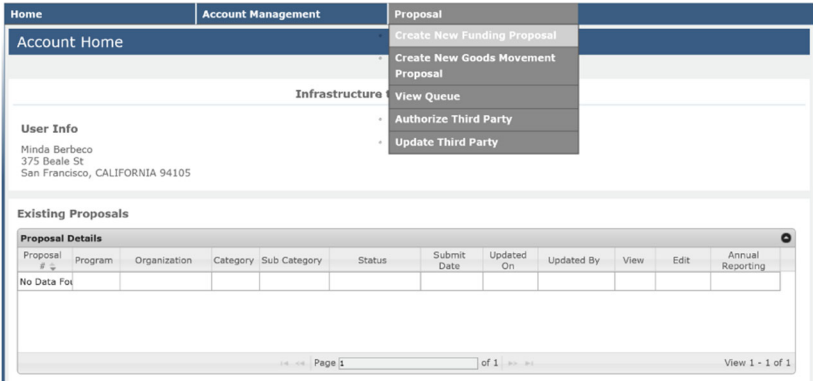 Home Account Management Proposal
Account Home
Create New Funding Proposal
Create New Goods Movement
Proposal
Infrastructure
View Queue
Authorize Third Party
Update Third Party
User Info
Minda Berbeco
375 Beale St
San Francisco, CALIFORNIA 94105
Existing Proposals
Proposal Details
Proposal # Program Organization Category Sub Category Status Submit Date Updated On Updated By View Edit Annual Reporting
No Data Fou
Page 1 of 1 View 1 - 1 of 1